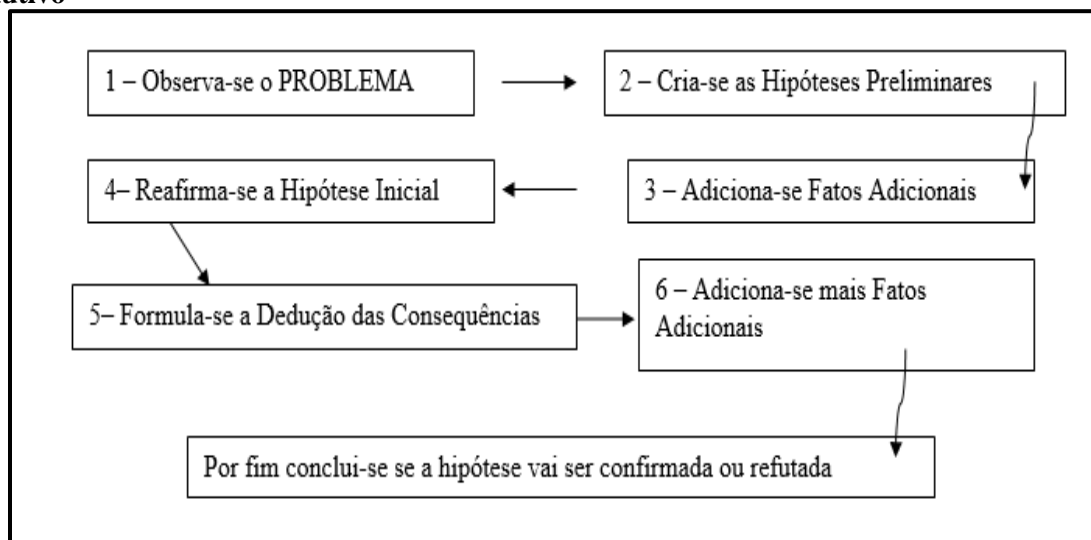 1 – Observa-se o PROBLEMA
2 – Cria-se as Hipóteses Preliminares
4– Reafirma-se a Hipótese Inicial
3 – Adiciona-se Fatos Adicionais
5– Formula-se a Dedução das Consequências
6 – Adiciona-se mais Fatos
Adicionais
Por fim conclui-se se a hipótese vai ser confirmada ou refutada